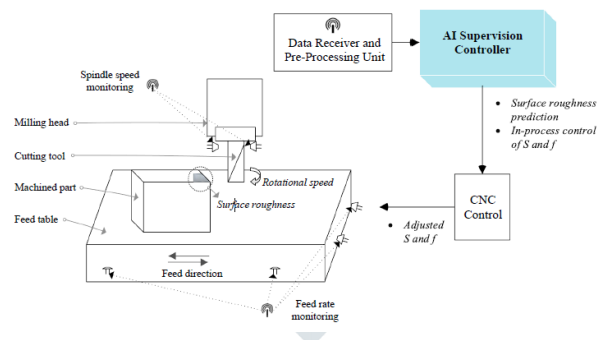 Data Receiver and
Pre-Processing Unit
AI Supervision
Controller
Spindle speed
monitoring
Surface roughness
prediction
In-process control
of S and f
Milling head
Cutting tool
Rotational speed
Machined part
Surface roughness
CNC
Control
Feed table
Adjusted
S and f
Feed direction
Feed rate
monitoring